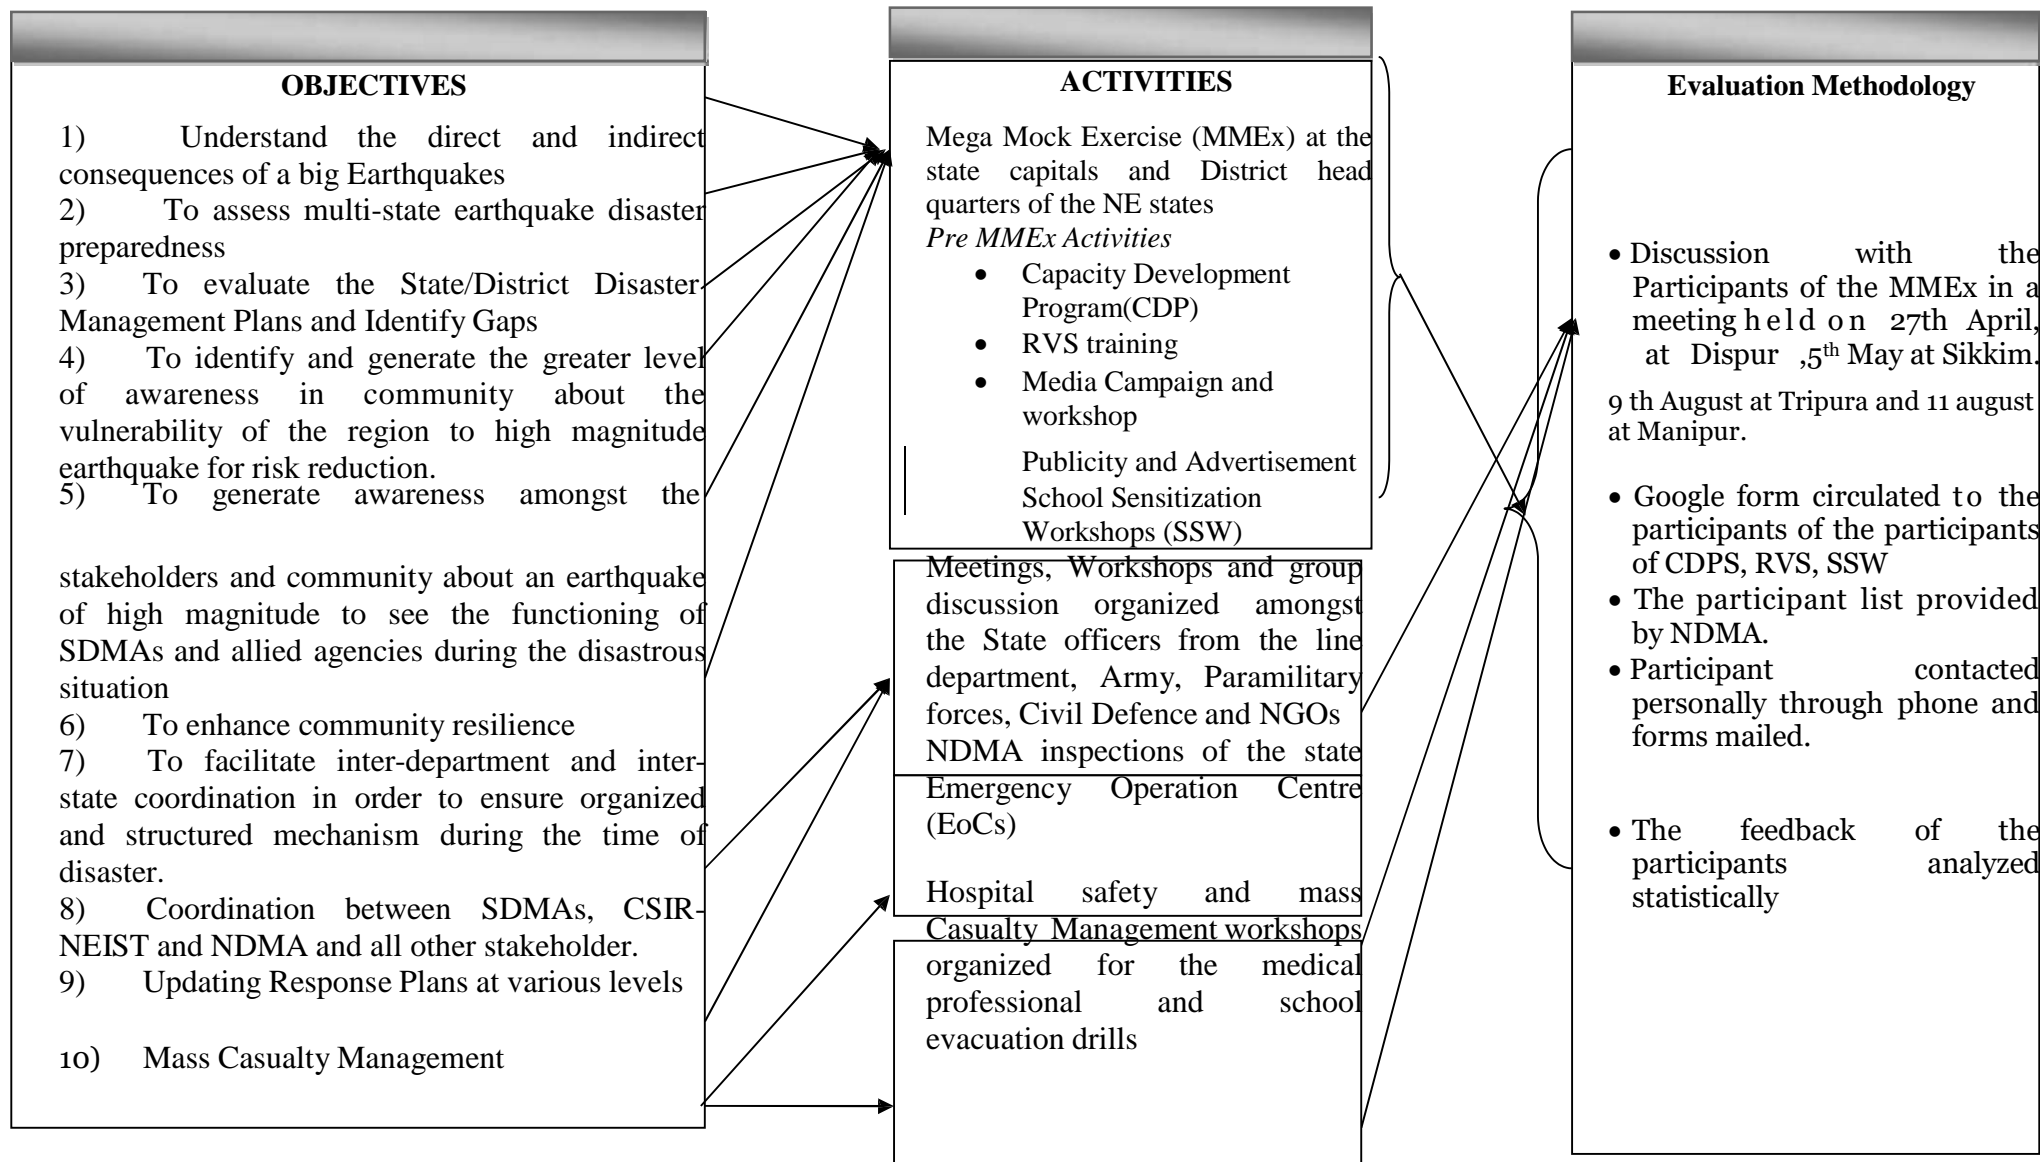 OBJECTIVES
1) Understand the direct and indirect
consequences of a big Earthquakes
2) To assess multi-state earthquake disaster
preparedness
3) To evaluate the State/District Disaster
Management Plans and Identify Gaps
4) To identify and generate the greater level
of awareness in community about the
vulnerability of the region to high magnitude
earthquake for risk reduction.
5) To generate awareness amongst the
stakeholders and community about an earthquake
of high magnitude to see the functioning of
SDMAs and allied agencies during the disastrous
situation
6) To enhance community resilience
7) To facilitate inter-department and inter-
state coordination in order to ensure organized
and structured mechanism during the time of
disaster.
8) Coordination between SDMAs, CSIR-
NEIST and NDMA and all other stakeholder.
9) Updating Response Plans at various levels
10) Mass Casualty Management
ACTIVITIES
Mega Mock Exercise (MMEx) at the
state capitals and District head
quarters of the NE states
Pre MMEx Activities
• Capacity Development
Program(CDP)
• RVS training
• Media Campaign and
workshop
Publicity and Advertisement
School Sensitization
Workshops (SSW)
Meetings, Workshops and group
discussion organized amongst
the State officers from the line
department, Army, Paramilitary
forces, Civil Defence and NGOs
NDMA inspections of the state
Emergency Operation Centre
(EoCs)
Hospital safety and mass
Casualty Management workshops
organized for the medical
professional and school
evacuation drills
Evaluation Methodology
• Discussion with the
Participants of the MMEx in a
meeting held on 27th April,
at Dispur ,5th May at Sikkim.
9 th August at Tripura and 11 august
at Manipur.
• Google form circulated to the
participants of the participants
of CDPS, RVS, SSW
• The participant list provided
by NDMA.
• Participant contacted
personally through phone and
forms mailed.
• The feedback of the
participants analyzed
statistically